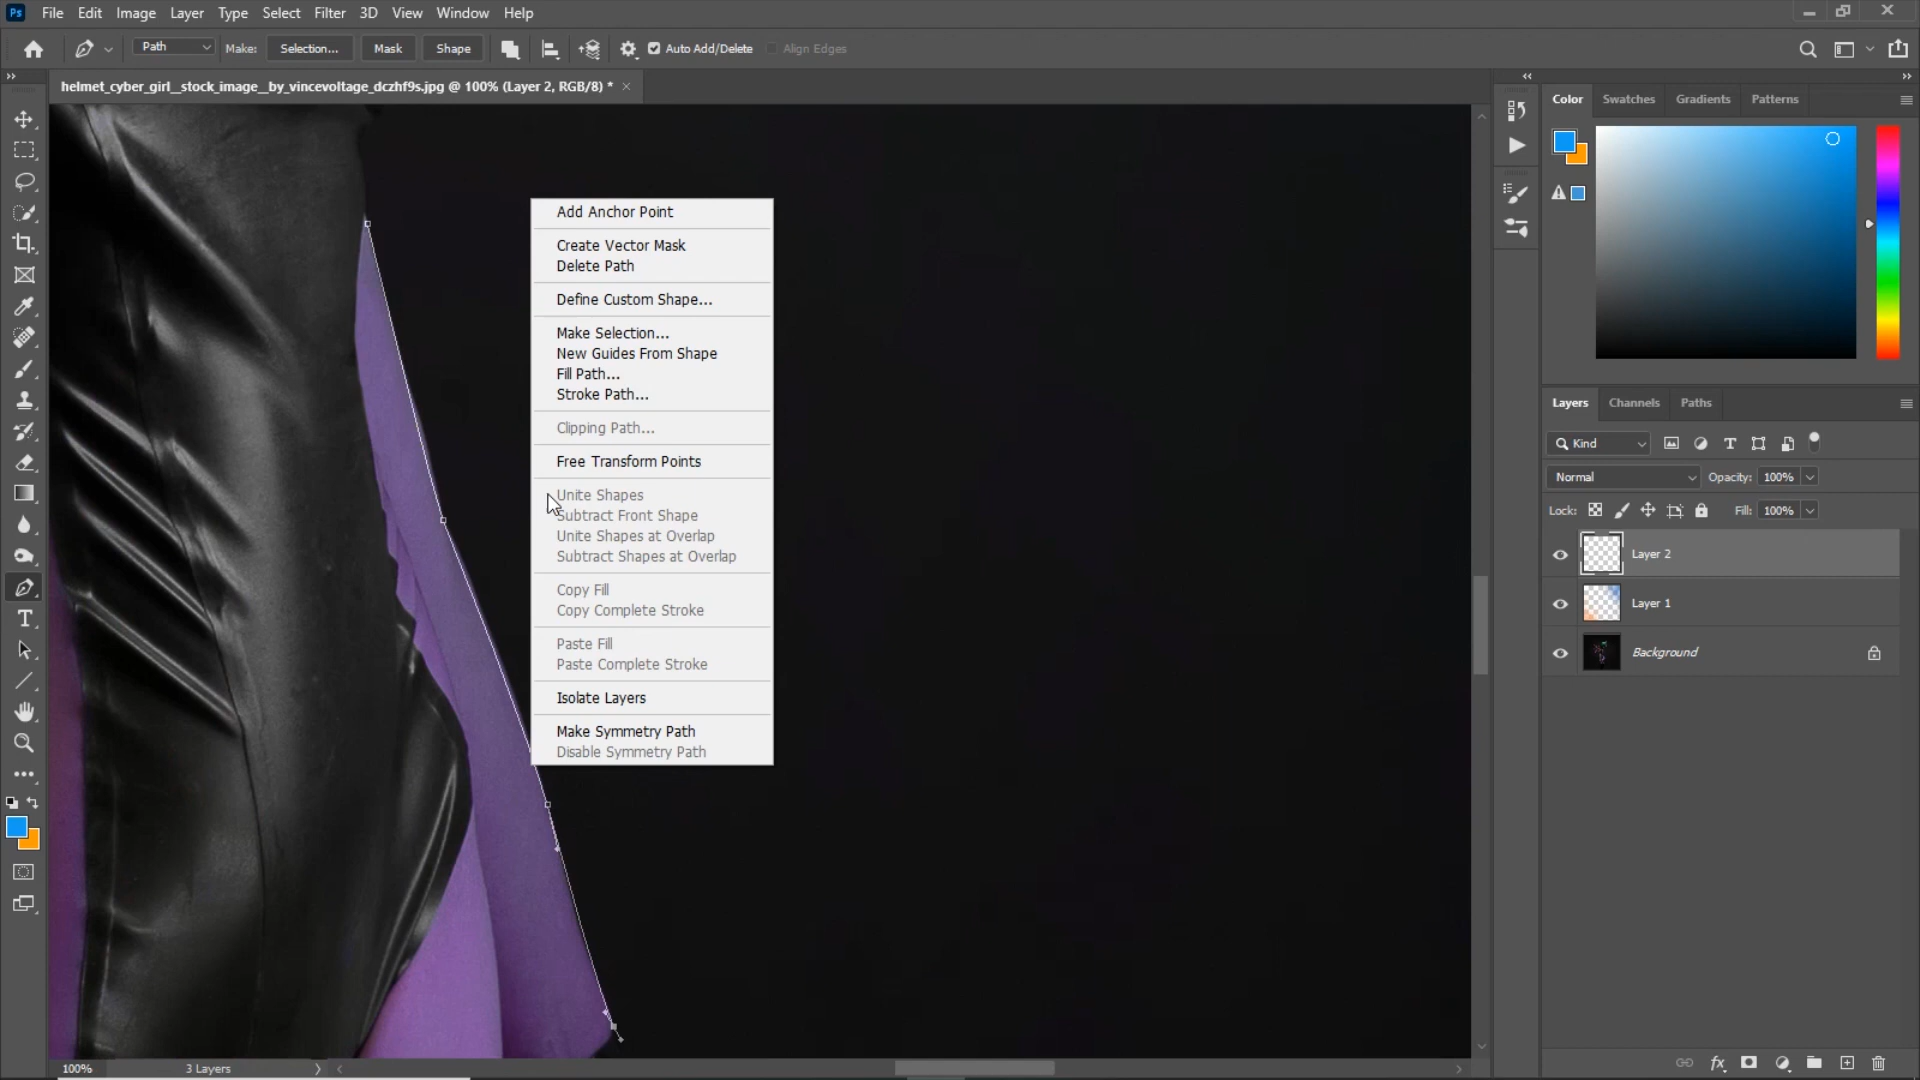 Ps File Edit Image Layer Type Select Filter 3D View Window Help
Path Make: Selection... Mask Shape Auto Add/Delete Align Edges
helmet_cyber_girl__stock_image__by_vincevoltage_dczhf9s.jpg @ 100% (Layer 2, RGB/8) *
Color Swatches Gradients Patterns
Add Anchor Point
Create Vector Mask
Delete Path
Define Custom Shape...
Make Selection...
New Guides From Shape
Fill Path...
Stroke Path...
Clipping Path...
Free Transform Points
Unite Shapes
Subtract Front Shape
Unite Shapes at Overlap
Subtract Shapes at Overlap
Copy Fill
Copy Complete Stroke
Paste Fill
Paste Complete Stroke
Isolate Layers
Make Symmetry Path
Disable Symmetry Path
Layers Channels Paths
Kind
Normal Opacity: 100%
Lock: Fill: 100%
Layer 2
Layer 1
Background
100% 3 Layers